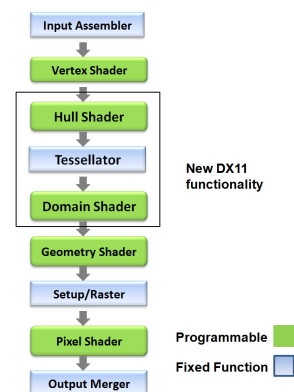 Input Assembler
Vertex Shader
Hull Shader
Tessellator
Domain Shader
New DX11
functionality
Geometry Shader
Setup/Raster
Pixel Shader
Output Merger
Programmable
Fixed Function